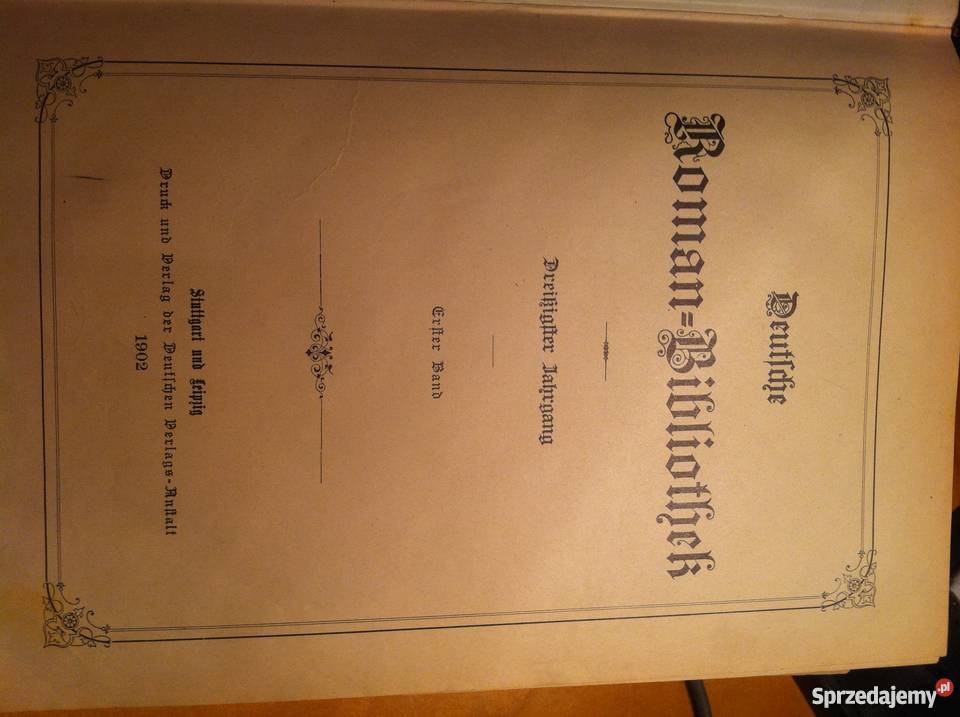 Deutsche
Roman-Bibliothek
Dreißigster Jahrgang
Erster Band
Stuttgart und Leipzig
Druck und Verlag der Deutschen Verlags-Anstalt
1902
Sprzedajemy.pl